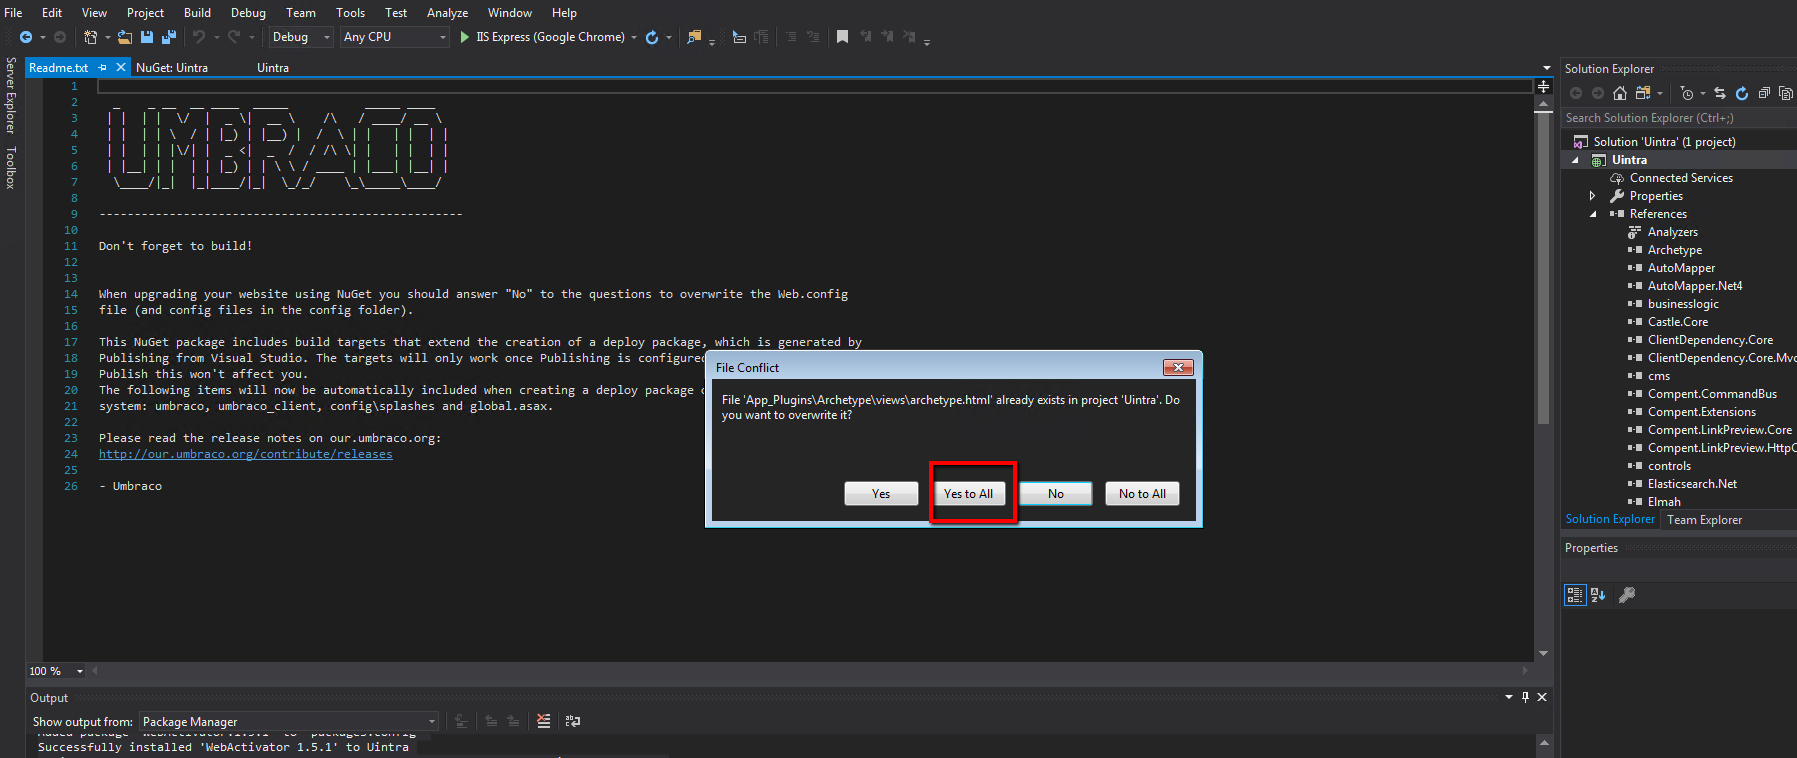 File Edit View Project Build Debug Team Tools Test Analyze Window Help
Debug Any CPU IIS Express (Google Chrome)
Server Explorer
Toolbox
Readme.txt NuGet: Uintra Uintra
1
2
3
4
5
6
7
8
9 ----------------------------------------------------
10
11 Don't forget to build!
12
13
14 When upgrading your website using NuGet you should answer "No" to the questions to overwrite the Web.config
15 file (and config files in the config folder).
16
17 This NuGet package includes build targets that extend the creation of a deploy package, which is generated by
18 Publishing from Visual Studio. The targets will only work once Publishing is configured
19 Publish this won't affect you.
20 The following items will now be automatically included when creating a deploy package
21 system: umbraco, umbraco_client, config\splashes and global.asax.
22
23 Please read the release notes on our.umbraco.org:
24 http://our.umbraco.org/contribute/releases
25
26 - Umbraco
File Conflict
File 'App_Plugins\Archetype\views\archetype.html' already exists in project 'Uintra'. Do
you want to overwrite it?
Yes Yes to All No No to All
100 %
Output
Show output from: Package Manager
Added package 'WebActivator.1.5.1' to 'packages.config'
Successfully installed 'WebActivator 1.5.1' to Uintra
Solution Explorer
Search Solution Explorer (Ctrl+;)
Solution 'Uintra' (1 project)
Uintra
Connected Services
Properties
References
Analyzers
Archetype
AutoMapper
AutoMapper.Net4
businesslogic
Castle.Core
ClientDependency.Core
ClientDependency.Core.Mvc
cms
Compent.CommandBus
Compent.Extensions
Compent.LinkPreview.Core
Compent.LinkPreview.HttpC
controls
Elasticsearch.Net
Elmah
Solution Explorer Team Explorer
Properties